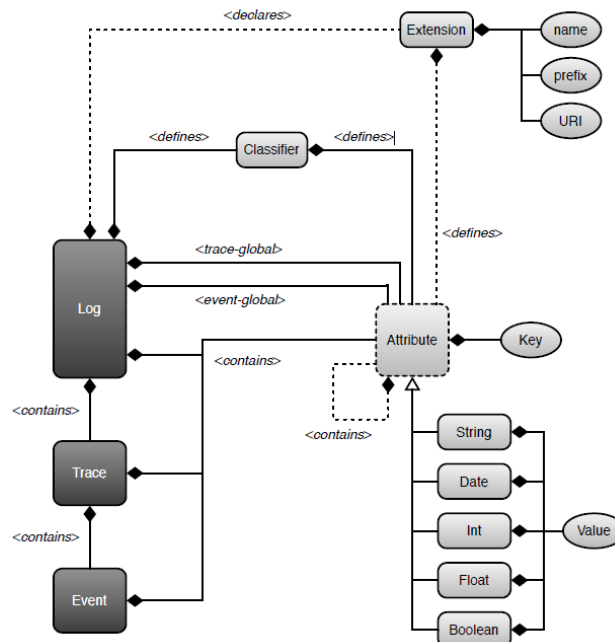 <declares>
Extension
name
prefix
URI
<defines>
Classifier
<defines>
<defines>
<trace-global>
Log
<event-global>
Attribute
Key
<contains>
<contains>
<contains>
String
Trace
Date
<contains>
Int
Value
Float
Event
Boolean